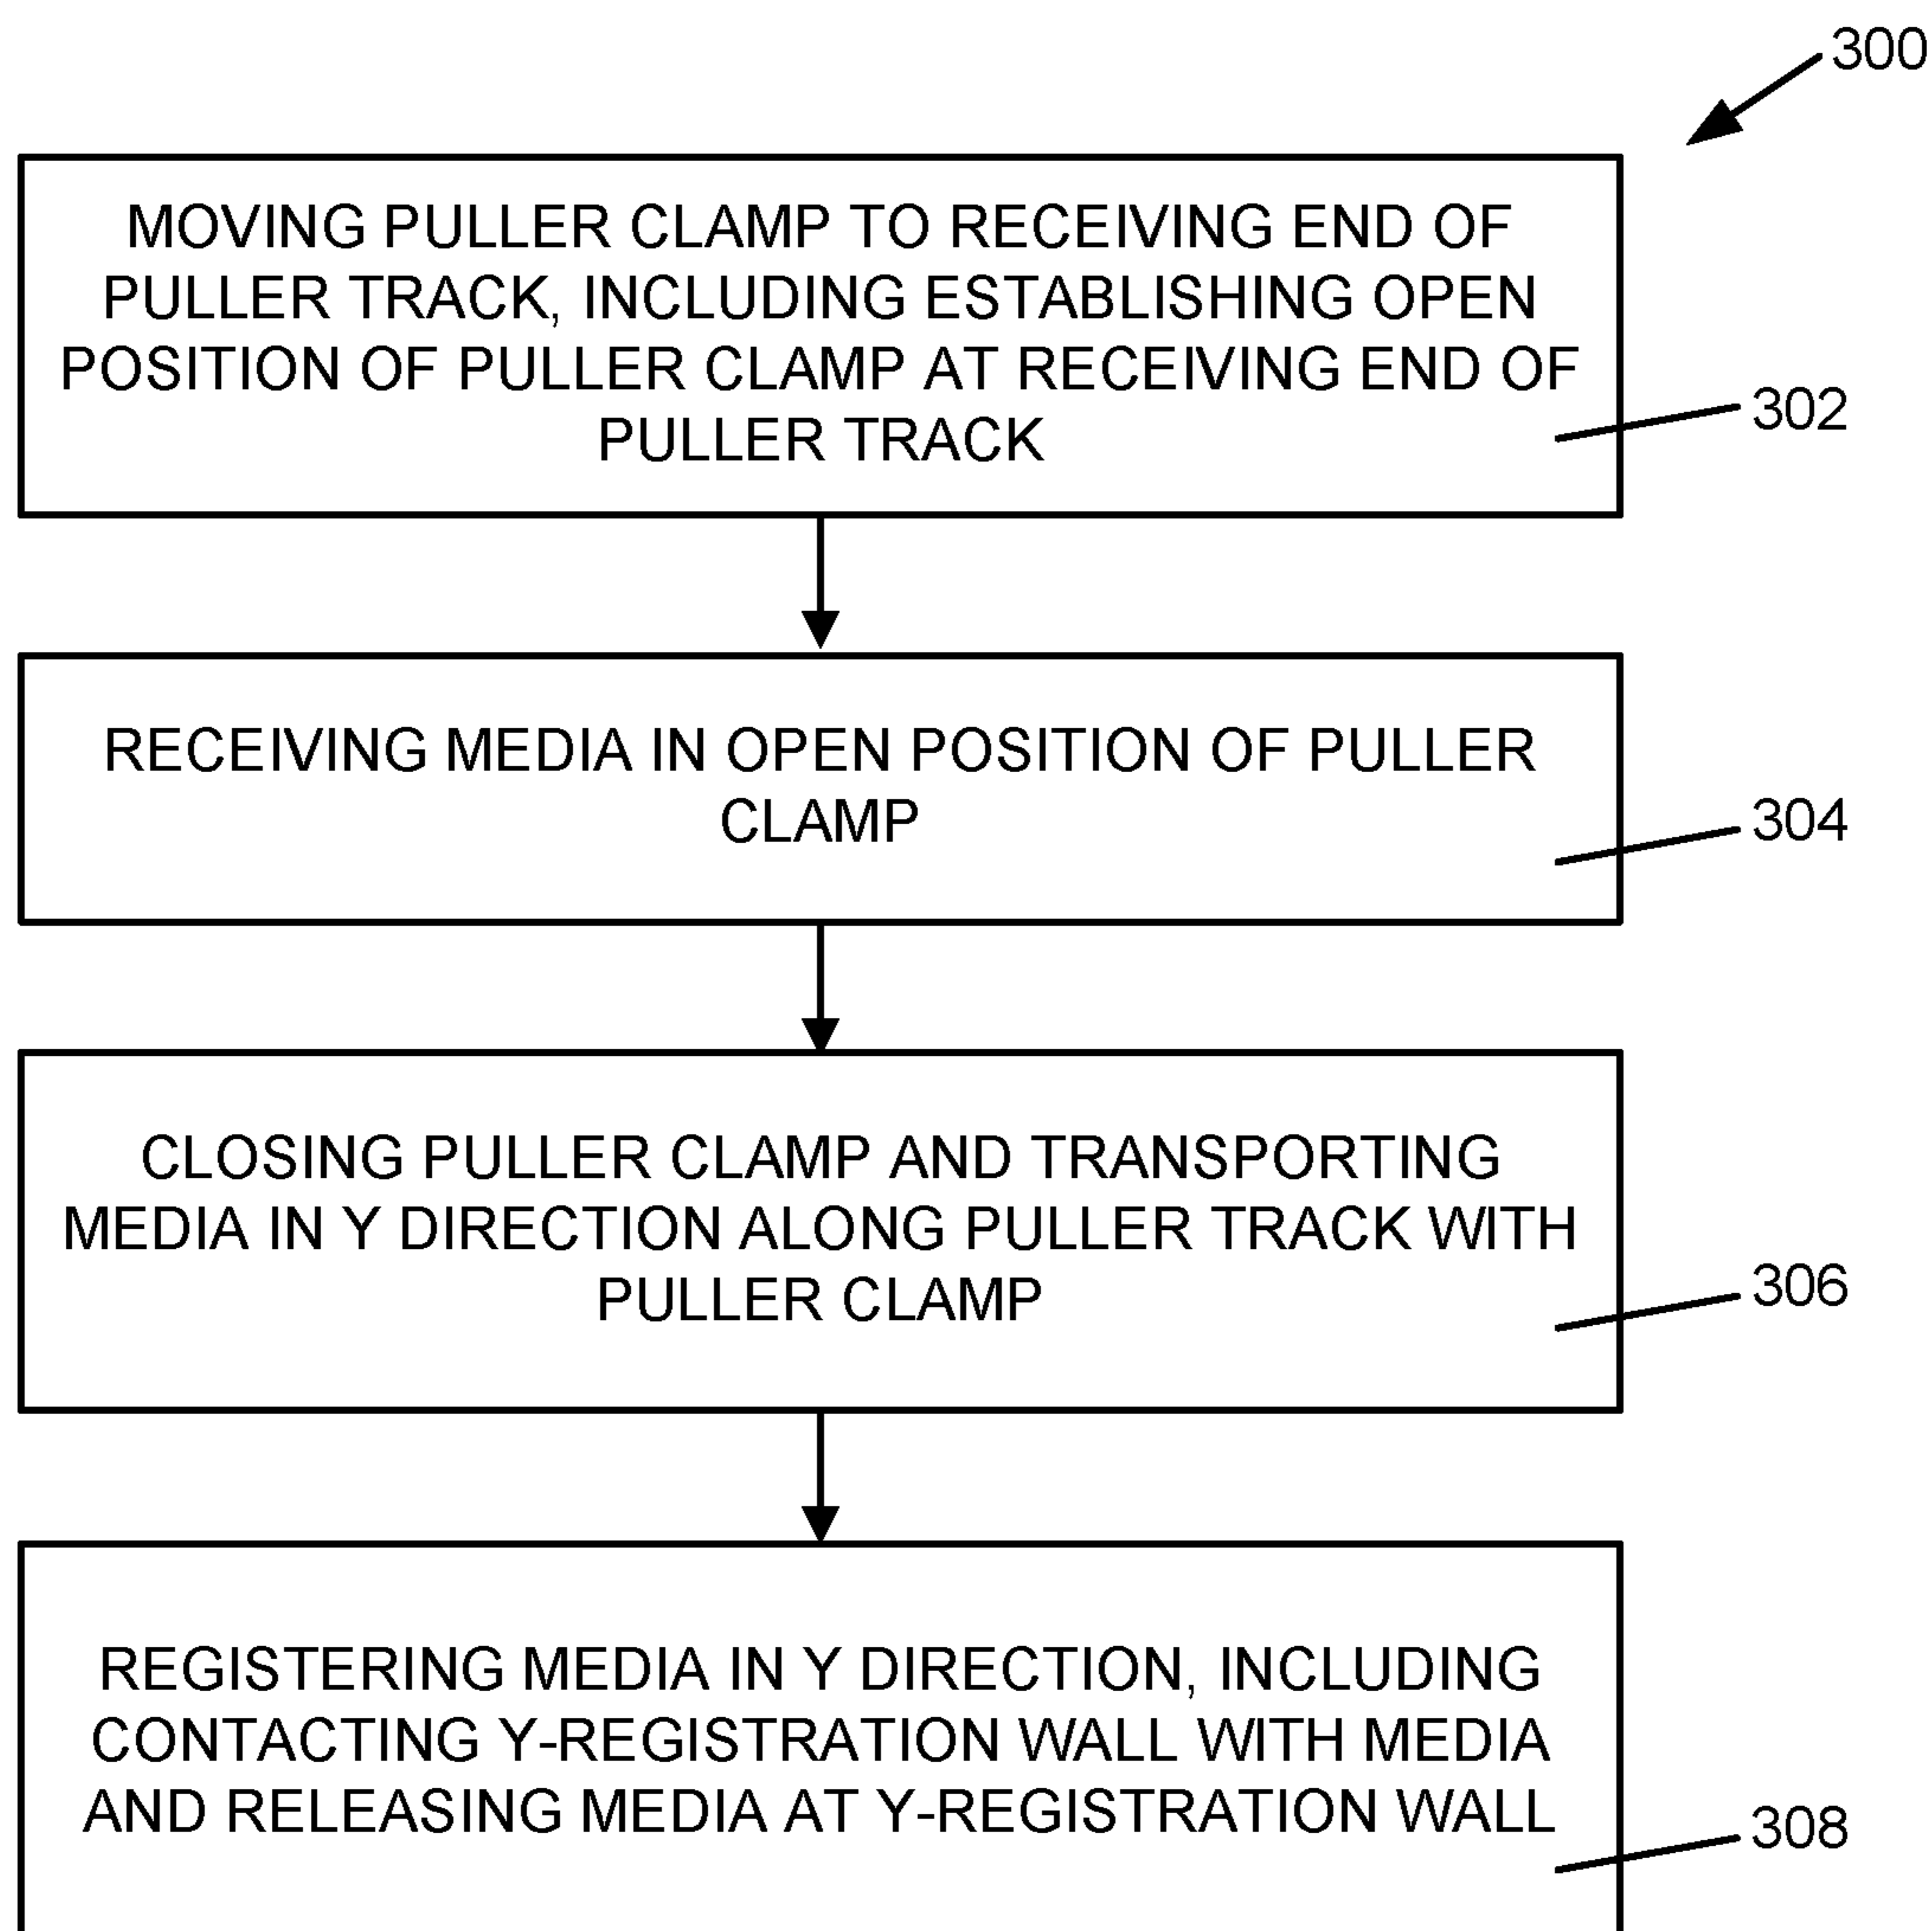 300
MOVING PULLER CLAMP TO RECEIVING END OF
PULLER TRACK, INCLUDING ESTABLISHING OPEN
POSITION OF PULLER CLAMP AT RECEIVING END OF
PULLER TRACK
302
RECEIVING MEDIA IN OPEN POSITION OF PULLER
CLAMP
304
CLOSING PULLER CLAMP AND TRANSPORTING
MEDIA IN Y DIRECTION ALONG PULLER TRACK WITH
PULLER CLAMP
306
REGISTERING MEDIA IN Y DIRECTION, INCLUDING
CONTACTING Y-REGISTRATION WALL WITH MEDIA
AND RELEASING MEDIA AT Y-REGISTRATION WALL
308